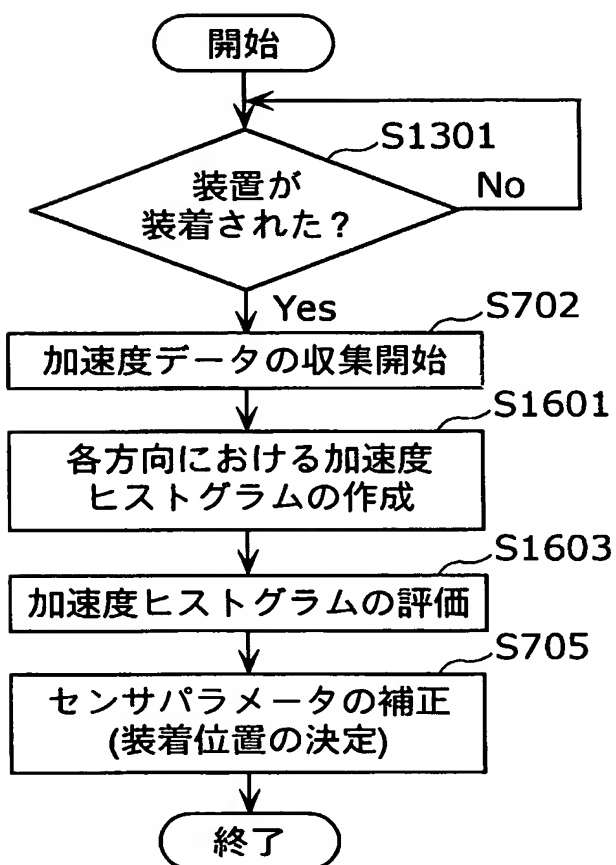 開始
S1301
装置が
装着された？
No
Yes
S702
加速度データの収集開始
S1601
各方向における加速度
ヒストグラムの作成
S1603
加速度ヒストグラムの評価
S705
センサパラメータの補正
(装着位置の決定)
終了